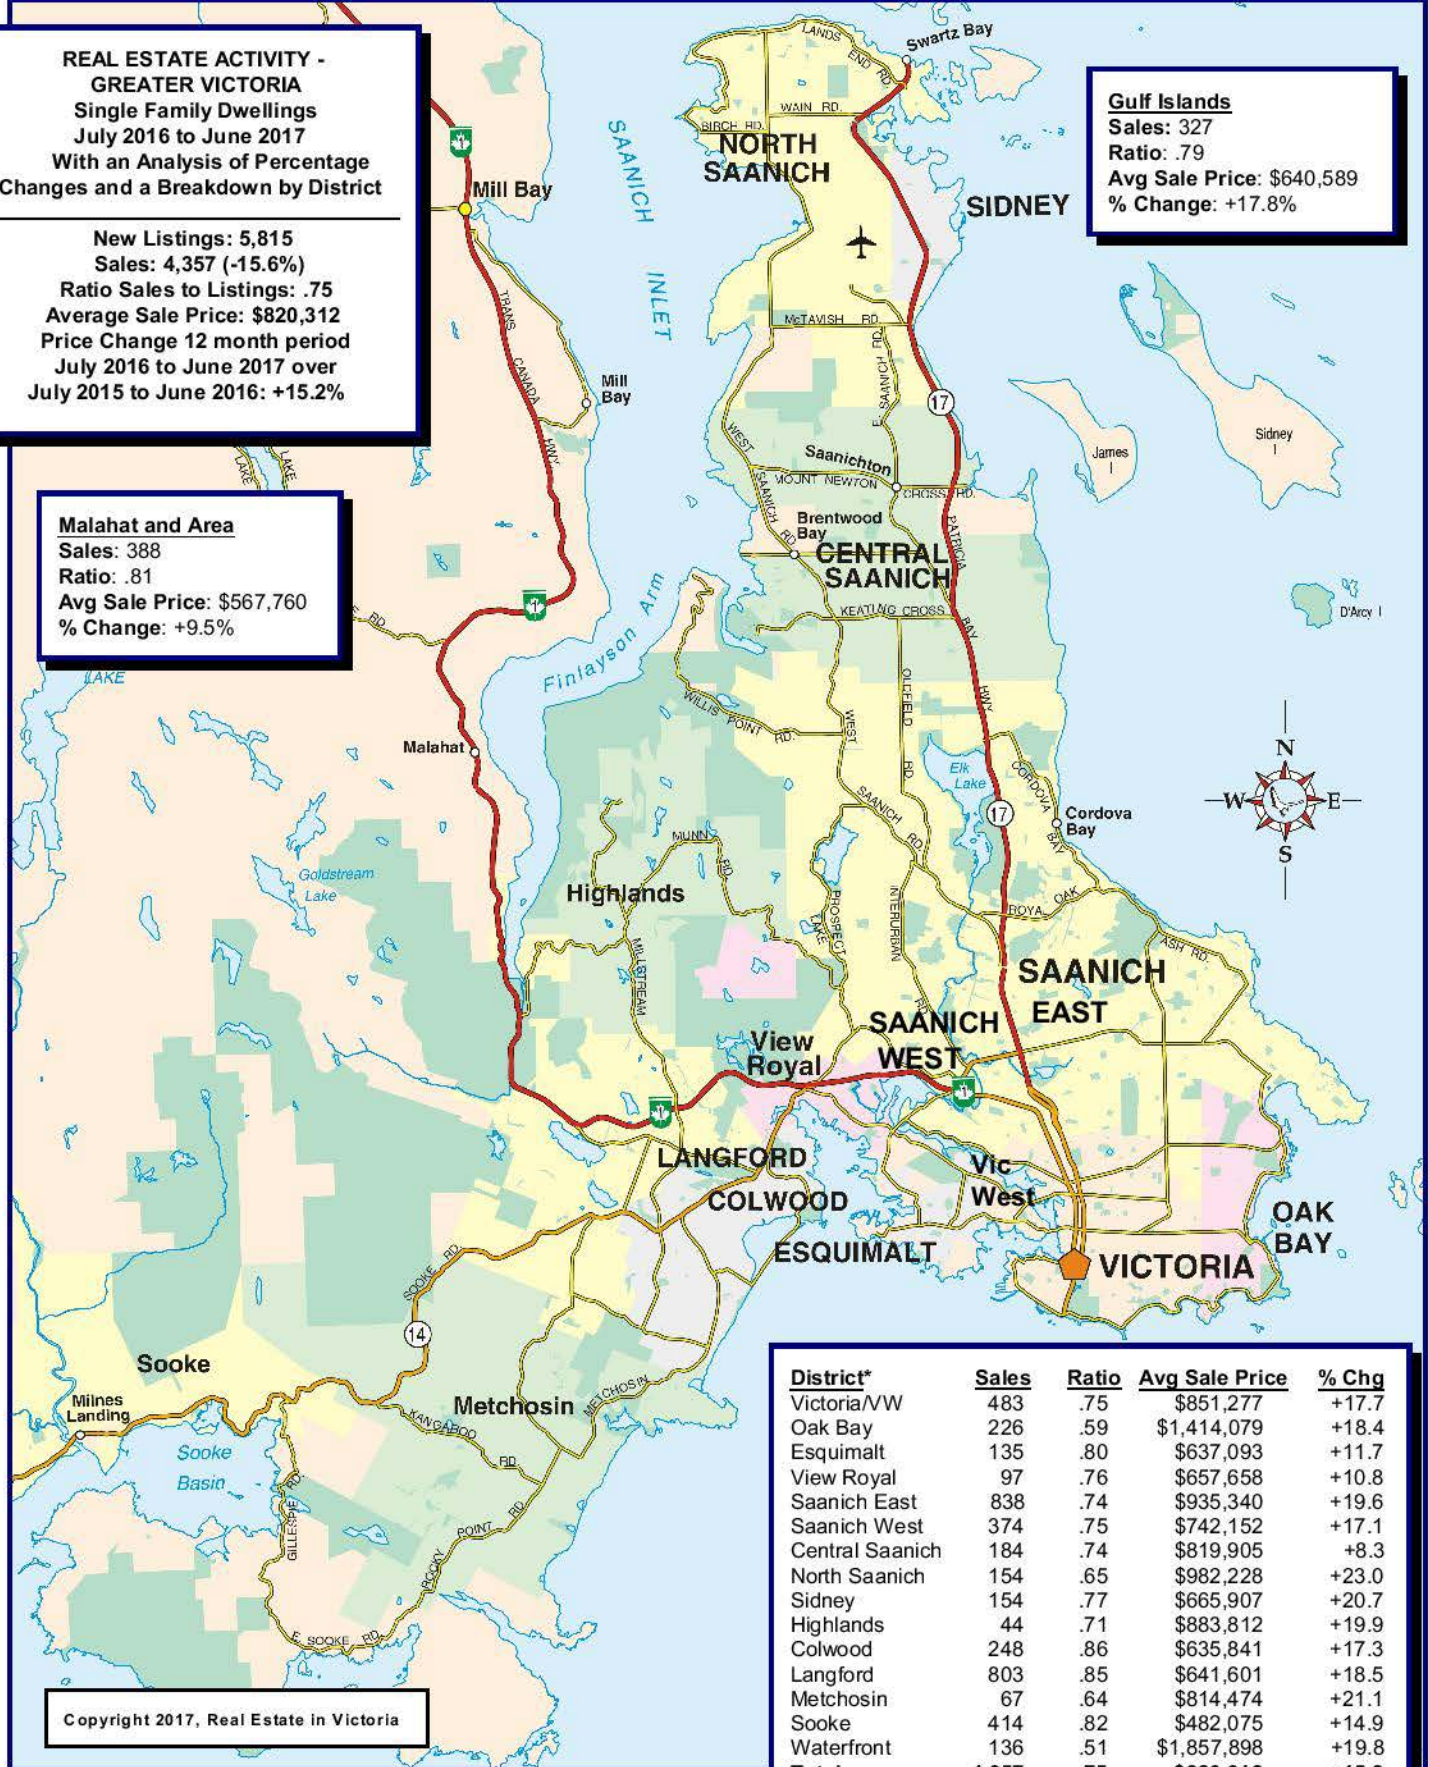 REAL ESTATE ACTIVITY -
GREATER VICTORIA
Single Family Dwellings
July 2016 to June 2017
With an Analysis of Percentage
Changes and a Breakdown by District
New Listings: 5,815
Sales: 4,357 (-15.6%)
Ratio Sales to Listings: .75
Average Sale Price: $820,312
Price Change 12 month period
July 2016 to June 2017 over
July 2015 to June 2016: +15.2%
Gulf Islands
Sales: 327
Ratio: .79
Avg Sale Price: $640,589
% Change: +17.8%
Malahat and Area
Sales: 388
Ratio: .81
Avg Sale Price: $567,760
% Change: +9.5%
LANDS
END RD
Swartz Bay
WAIN RD.
BIRCH RD.
NORTH
SAANICH
SIDNEY
SAANICH
INLET
1
Mill Bay
TRANS
CANADA
HWY
Mill
Bay
McTAVISH RD.
E. SAANICH RD.
17
WEST
SAANICH
RD.
Saanichton
MOUNT NEWTON
CROSS RD.
James
I
Sidney
I
Brentwood
Bay
CENTRAL
SAANICH
PATRICIA
BAY
HWY
KEATING CROSS
D'Arcy I
LAKE
LAKE
1
RD.
LAKE
Finlayson Arm
WILLIS POINT RD.
OLDFIELD
RD.
WEST
SAANICH
RD.
Malahat
Elk
Lake
CORDOVA
BAY
17
Cordova
Bay
N
W
E
S
MUNN
RD.
Goldstream
Lake
Highlands
PROSPECT
LAKE
INTERURBAN
ROYAL OAK
ASH RD.
MILLSTREAM
SAANICH
EAST
SAANICH
WEST
View
Royal
1
1
LANGFORD
COLWOOD
ESQUIMALT
Vic
West
VICTORIA
OAK
BAY
SOOKE RD.
14
Sooke
Milnes
Landing
Sooke
Basin
Metchosin
METCHOSIN
KANGAROO
RD.
GILLESPIE RD.
ROCKY
POINT
RD.
E. SOOKE RD.
Copyright 2017, Real Estate in Victoria
District* Sales Ratio Avg Sale Price % Chg
Victoria/VW 483 .75 $851,277 +17.7
Oak Bay 226 .59 $1,414,079 +18.4
Esquimalt 135 .80 $637,093 +11.7
View Royal 97 .76 $657,658 +10.8
Saanich East 838 .74 $935,340 +19.6
Saanich West 374 .75 $742,152 +17.1
Central Saanich 184 .74 $819,905 +8.3
North Saanich 154 .65 $982,228 +23.0
Sidney 154 .77 $665,907 +20.7
Highlands 44 .71 $883,812 +19.9
Colwood 248 .86 $635,841 +17.3
Langford 803 .85 $641,601 +18.5
Metchosin 67 .64 $814,474 +21.1
Sooke 414 .82 $482,075 +14.9
Waterfront 136 .51 $1,857,898 +19.8